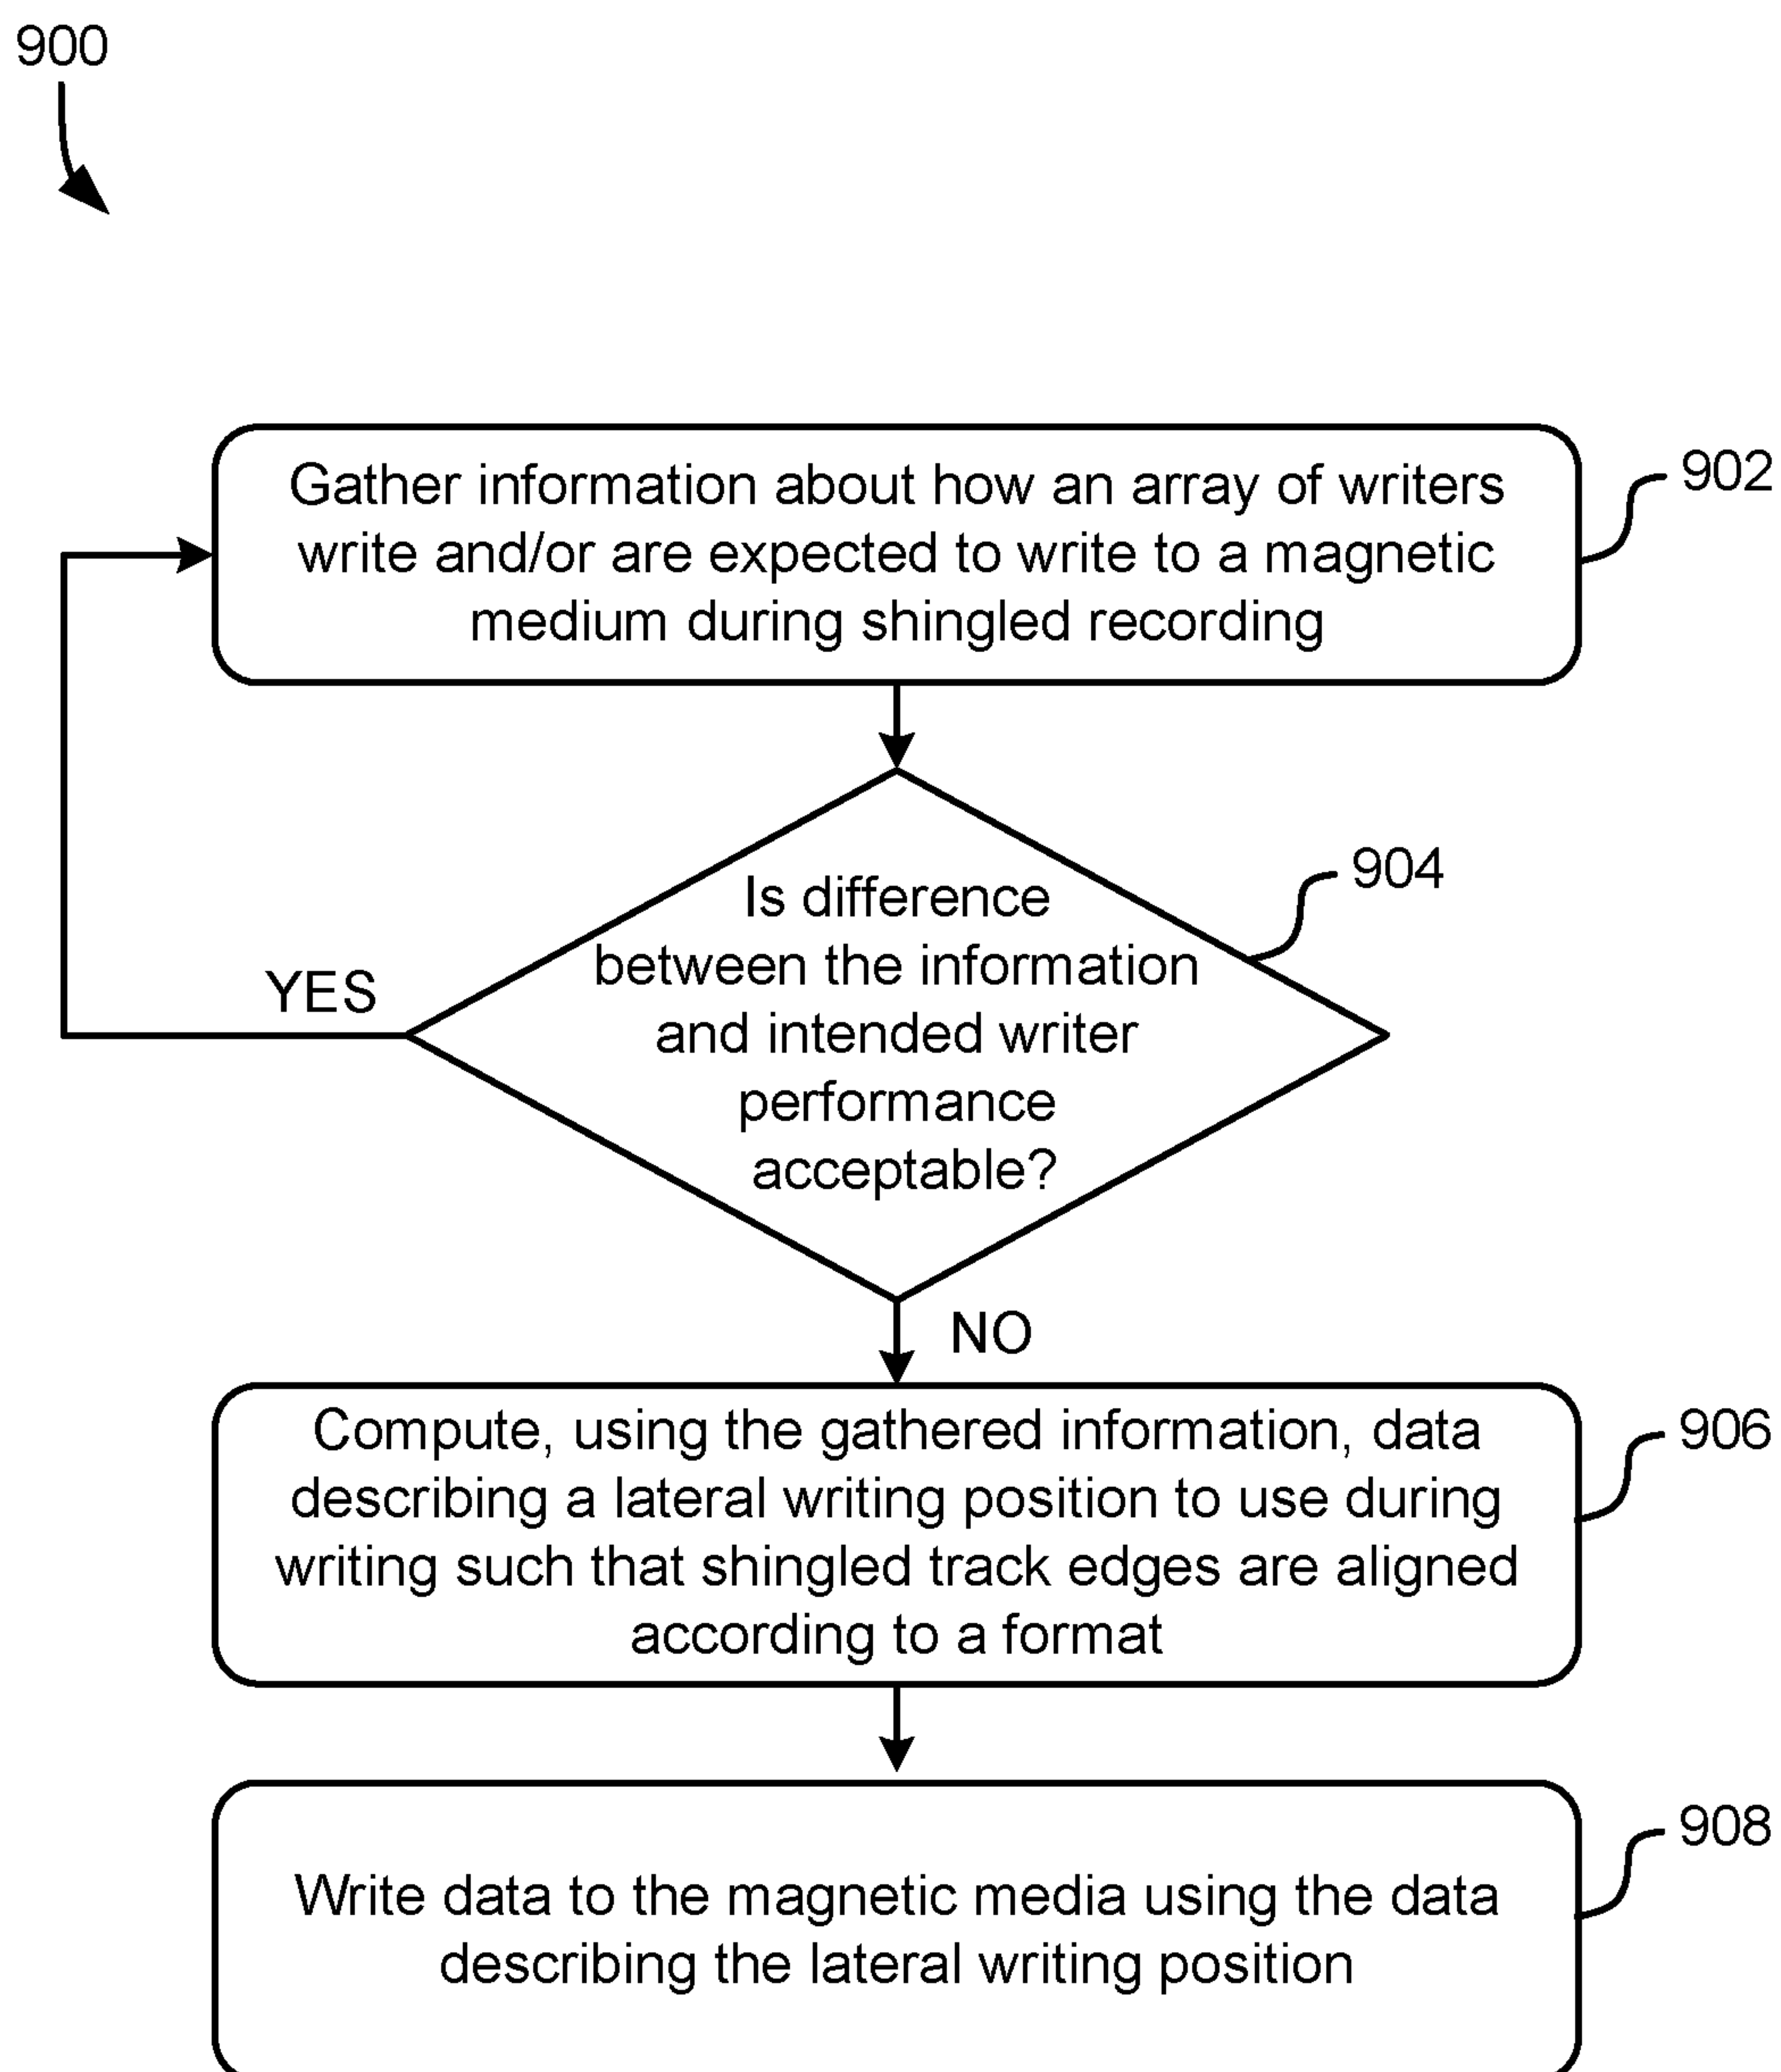 900
Gather information about how an array of writers
write and/or are expected to write to a magnetic
medium during shingled recording
902
Is difference
between the information
and intended writer
performance
acceptable?
904
YES
NO
Compute, using the gathered information, data
describing a lateral writing position to use during
writing such that shingled track edges are aligned
according to a format
906
Write data to the magnetic media using the data
describing the lateral writing position
908